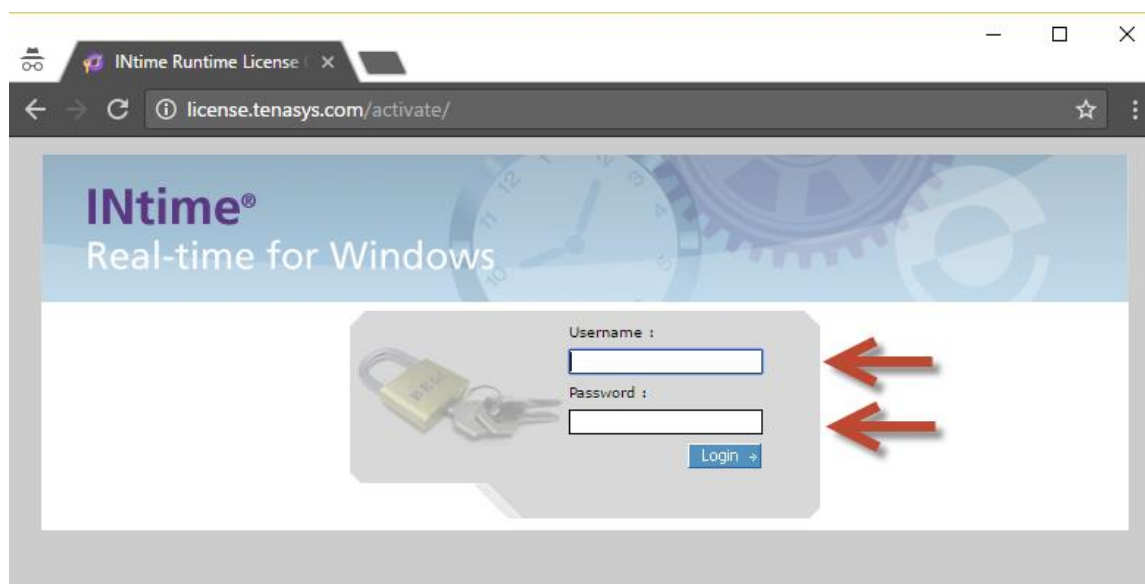 INtime Runtime License
license.tenasys.com/activate/
INtime®
Real-time for Windows
Username :
Password :
Login